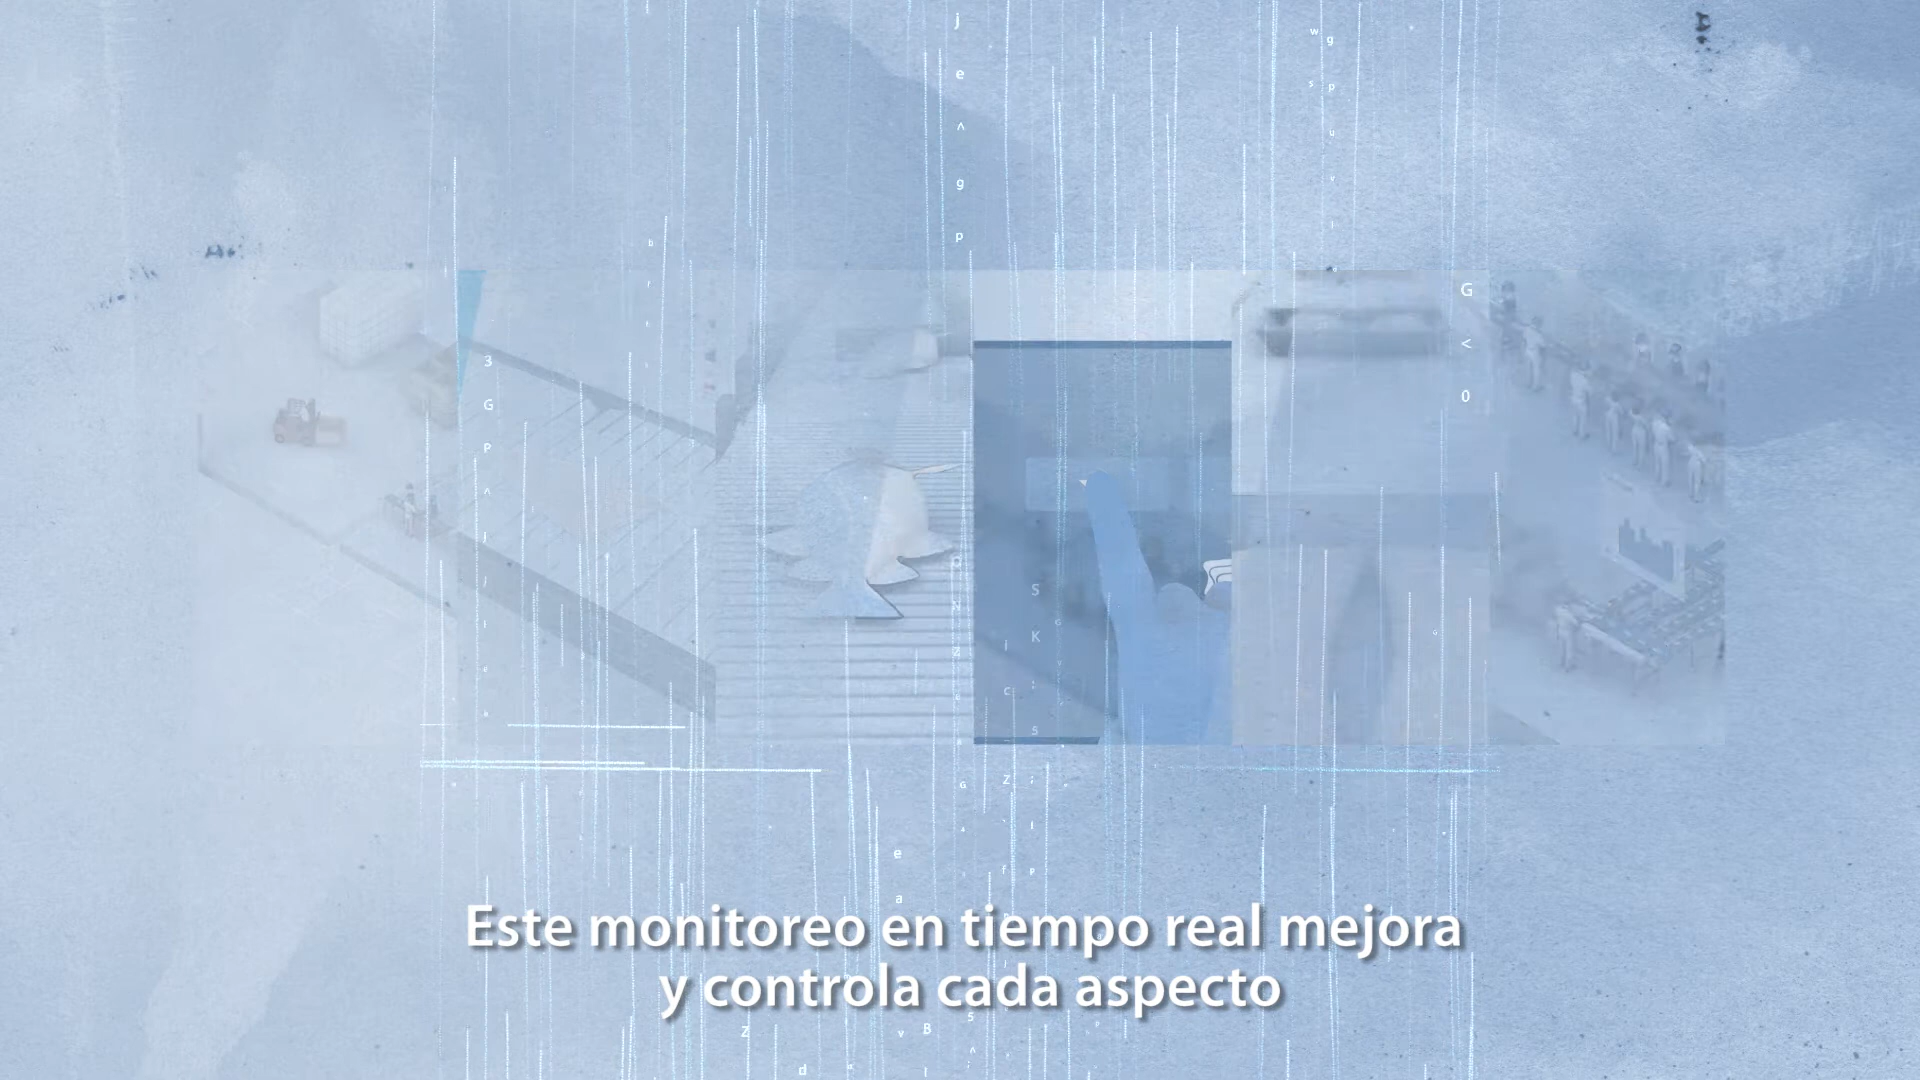 Este monitoreo en tiempo real mejora
y controla cada aspecto